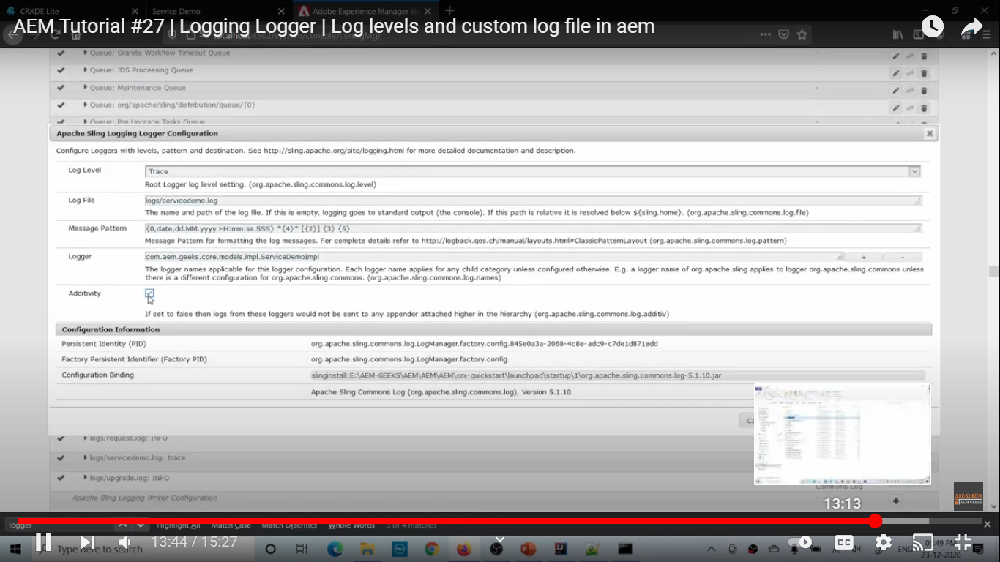 CRXDE Lite
Service Demo
Adobe Experience Manager W
AEM Tutorial #27 | Logging Logger | Log levels and custom log file in aem
Queue: Granite Workflow Timeout Queue
-
Queue: IDS Processing Queue
-
Queue: Maintenance Queue
-
Queue: org/apache/sling/distribution/queue/{0}
-
Queue: Pre Upgrade Tasks Queue
Apache Sling Logging Logger Configuration
Configure Loggers with levels, pattern and destination. See http://sling.apache.org/site/logging.html for more detailed documentation and description.
Log Level
Trace
Root Logger log level setting. (org.apache.sling.commons.log.level)
Log File
logs/servicedemo.log
The name and path of the log file. If this is empty, logging goes to standard output (the console). If this path is relative it is resolved below ${sling.home}. (org.apache.sling.commons.log.file)
Message Pattern
{0,date,dd.MM.yyyy HH:mm:ss.SSS} *{4}* [{2}] {3} {5}
Message Pattern for formatting the log messages. For complete details refer to http://logback.qos.ch/manual/layouts.html#ClassicPatternLayout (org.apache.sling.commons.log.pattern)
Logger
com.aem.geeks.core.models.impl.ServiceDemoImpl
+
-
The logger names applicable for this logger configuration. Each logger name applies for any child category unless configured otherwise. E.g. a logger name of org.apache.sling applies to logger org.apache.sling.commons unless
there is a different configuration for org.apache.sling.commons. (org.apache.sling.commons.log.names)
Additivity
If set to false then logs from these loggers would not be sent to any appender attached higher in the hierarchy (org.apache.sling.commons.log.additiv)
Configuration Information
Persistent Identity (PID)
org.apache.sling.commons.log.LogManager.factory.config.845e0a3a-2068-4c8e-adc9-c7de1d871edd
Factory Persistent Identifier (Factory PID)
org.apache.sling.commons.log.LogManager.factory.config
Configuration Binding
slinginstall:E:\AEM-GEEKS\AEM\AEM\AEM\crx-quickstart\launchpad\startup\1\org.apache.sling.commons.log-5.1.10.jar
Apache Sling Commons Log (org.apache.sling.commons.log), Version 5.1.10
Ca
logs/request.log: INFO
logs/servicedemo.log: trace
logs/upgrade.log: INFO
Commons Log
Apache Sling Logging Writer Configuration
13:13
SUBSCRIBE
AEM GEEKS
logger
Highlight All
Match Case
Match Diacritics
Whole Words
3 of 4 matches
Type here to search
13:44 / 15:27
CC
ENG
03:49 PM
23-12-2020